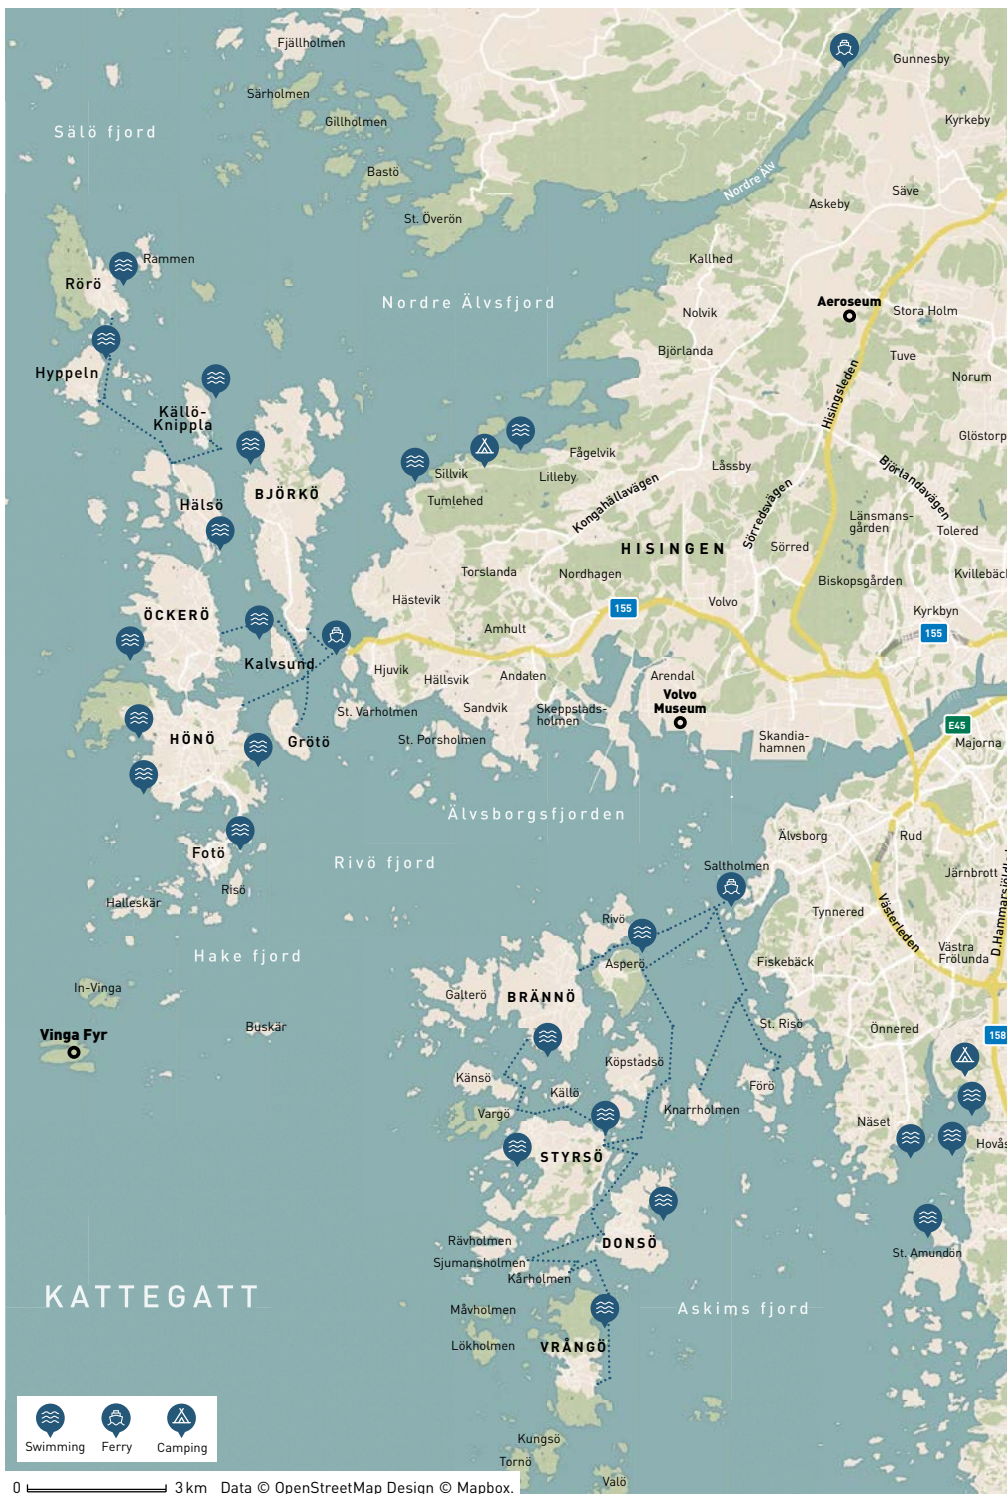 Fjällholmen
Gunnesby
Särholmen
Kyrkeby
Gillholmen
Sälö fjord
Bastö
Nordre Älv
Säve
Askeby
St. Överön
Rammen
Kallhed
Rörö
Nordre Älvsfjord
Aeroseum
Nolvik
Stora Holm
Björlanda
Tuve
Hyppeln
Norum
Hisingsleden
Källö-
Knippla
Glöstorp
Fågelvik
Låssby
Björlandavägen
Sillvik
Lilleby
BJÖRKÖ
Tumlehed
Kongahällavägen
Sörredsvägen
Hälsö
Länsmans-
gården
Tolered
HISINGEN
Sörred
Torslanda
Nordhagen
Kvillebäc
Biskopsgården
Hästevik
Volvo
155
Kyrkbyn
ÖCKERÖ
Amhult
155
Kalvsund
Hjuvik
Hällsvik
Andalen
Arendal
Volvo
Museum
St. Varholmen
Sandvik
Skeppstads-
holmen
E45
HÖNÖ
Grötö
St. Porsholmen
Skandia-
hamnen
Majorna
Älvsborgsfjorden
Älvsborg
Rud
Fotö
Rivö fjord
Saltholmen
Järnbrott
Risö
Halleskär
Tynnered
Västerleden
D.Hammarsjöldl
Rivö
Västra
Frölunda
Hake fjord
Asperö
Fiskebäck
In-Vinga
Galterö
BRÄNNÖ
Buskär
St. Risö
Önnered
Vinga Fyr
158
Köpstadsö
Känsö
Källö
Förö
Vargö
Knarrholmen
Näset
Hovås
STYRSÖ
Rävholmen
DONSÖ
St. Amundön
Sjumansholmen
Kårholmen
KATTEGATT
Måvholmen
Askims fjord
Lökholmen
VRÅNGÖ
Swimming
Ferry
Camping
Kungsö
Tornö
Valö
0 3 km Data © OpenStreetMap Design © Mapbox.